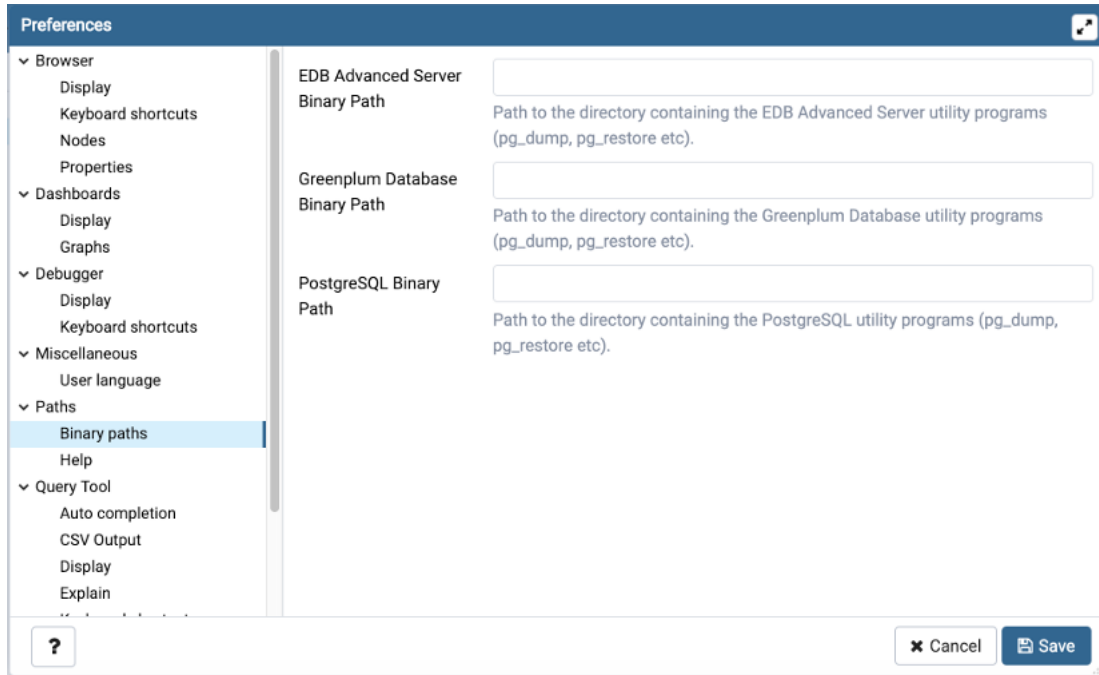 Preferences
Browser
Display
Keyboard shortcuts
Nodes
Properties
Dashboards
Display
Graphs
Debugger
Display
Keyboard shortcuts
Miscellaneous
User language
Paths
Binary paths
Help
Query Tool
Auto completion
CSV Output
Display
Explain
EDB Advanced Server
Binary Path
Path to the directory containing the EDB Advanced Server utility programs
(pg_dump, pg_restore etc).
Greenplum Database
Binary Path
Path to the directory containing the Greenplum Database utility programs
(pg_dump, pg_restore etc).
PostgreSQL Binary
Path
Path to the directory containing the PostgreSQL utility programs (pg_dump,
pg_restore etc).
?
Cancel
Save